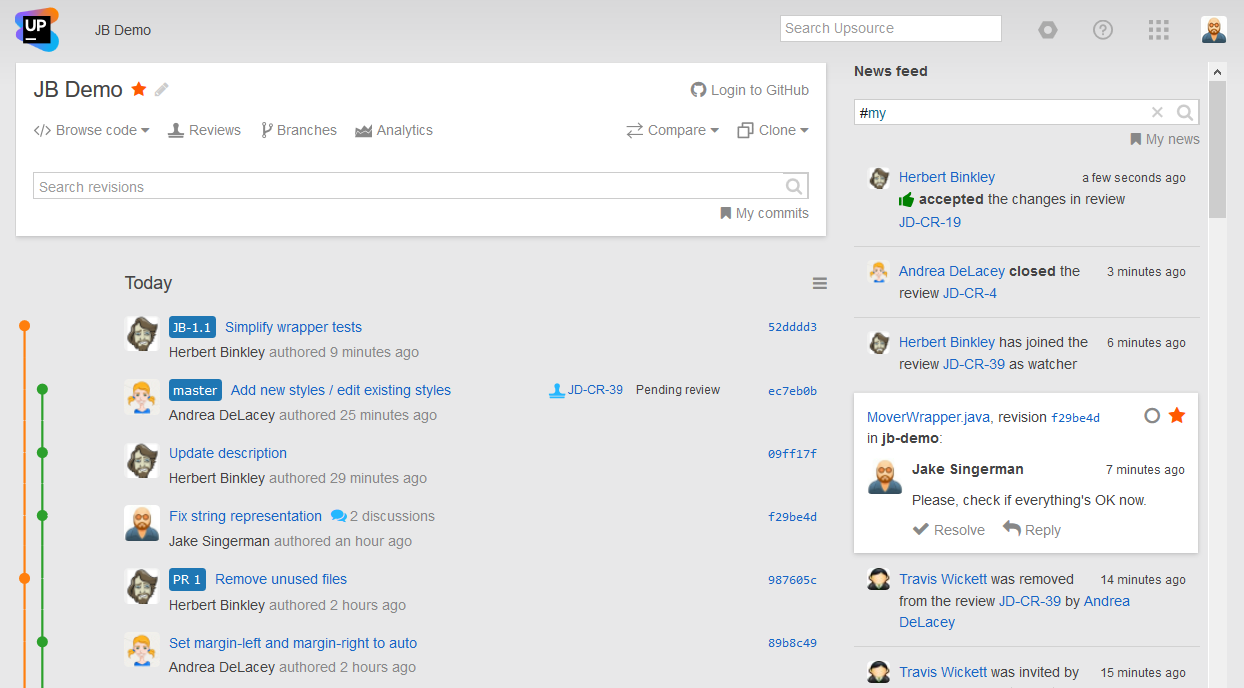 UP
JB Demo
Search Upsource
JB Demo
Login to GitHub
Browse code
Reviews
Branches
Analytics
Compare
Clone
Search revisions
My commits
Today
JB-1.1 Simplify wrapper tests 52dddd3
Herbert Binkley authored 9 minutes ago
master Add new styles / edit existing styles JD-CR-39 Pending review ec7eb0b
Andrea DeLacey authored 25 minutes ago
Update description 09ff17f
Herbert Binkley authored 29 minutes ago
Fix string representation 2 discussions f29be4d
Jake Singerman authored an hour ago
PR 1 Remove unused files 987605c
Herbert Binkley authored 2 hours ago
Set margin-left and margin-right to auto 89b8c49
Andrea DeLacey authored 2 hours ago
News feed
#my
My news
Herbert Binkley a few seconds ago
accepted the changes in review
JD-CR-19
Andrea DeLacey closed the 3 minutes ago
review JD-CR-4
Herbert Binkley has joined the 6 minutes ago
review JD-CR-39 as watcher
MoverWrapper.java, revision f29be4d
in jb-demo:
Jake Singerman 7 minutes ago
Please, check if everything's OK now.
Resolve Reply
Travis Wickett was removed 14 minutes ago
from the review JD-CR-39 by Andrea
DeLacey
Travis Wickett was invited by 15 minutes ago